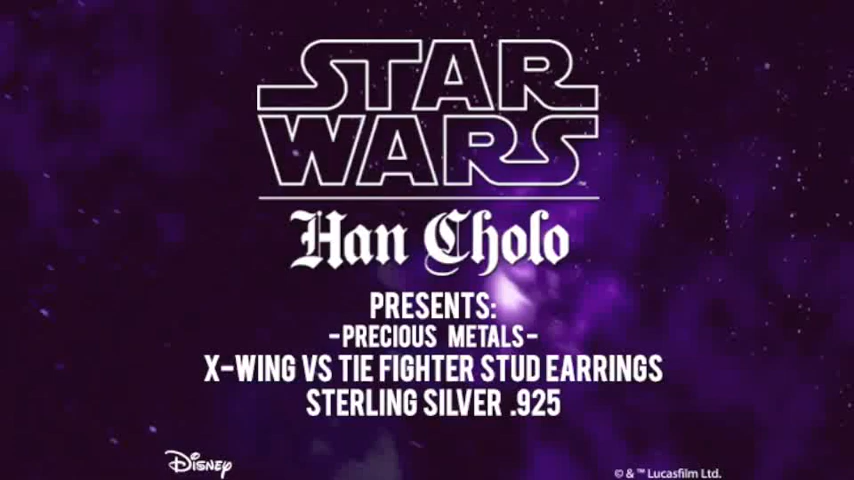 STAR
WARS
Han Cholo
PRESENTS:
-PRECIOUS METALS-
X-WING VS TIE FIGHTER STUD EARRINGS
STERLING SILVER .925
Disney
© & ™ Lucasfilm Ltd.